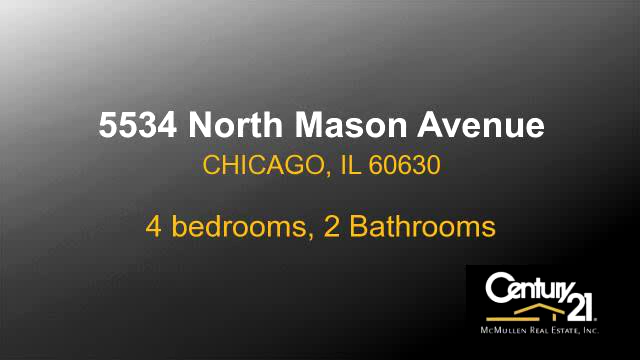 5534 North Mason Avenue
CHICAGO, IL 60630
4 bedrooms, 2 Bathrooms
Century
21®
McMullen Real Estate, Inc.